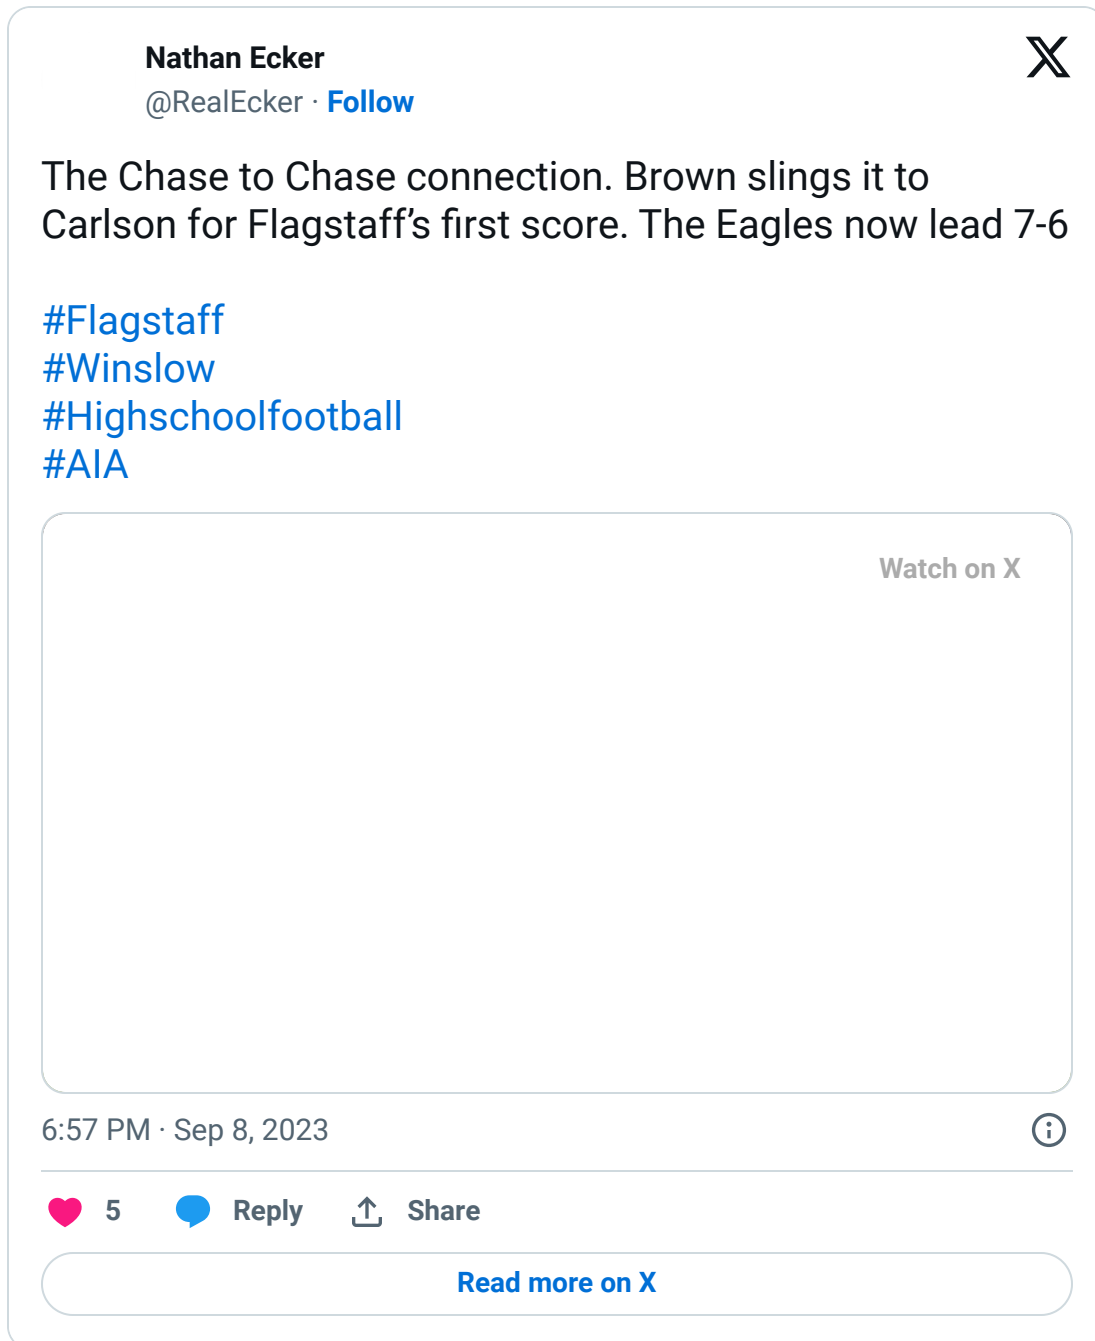 Nathan Ecker
@RealEcker · Follow
The Chase to Chase connection. Brown slings it to
Carlson for Flagstaff’s first score. The Eagles now lead 7-6
#Flagstaff
#Winslow
#Highschoolfootball
#AIA
Watch on X
6:57 PM · Sep 8, 2023
5 Reply Share
Read more on X